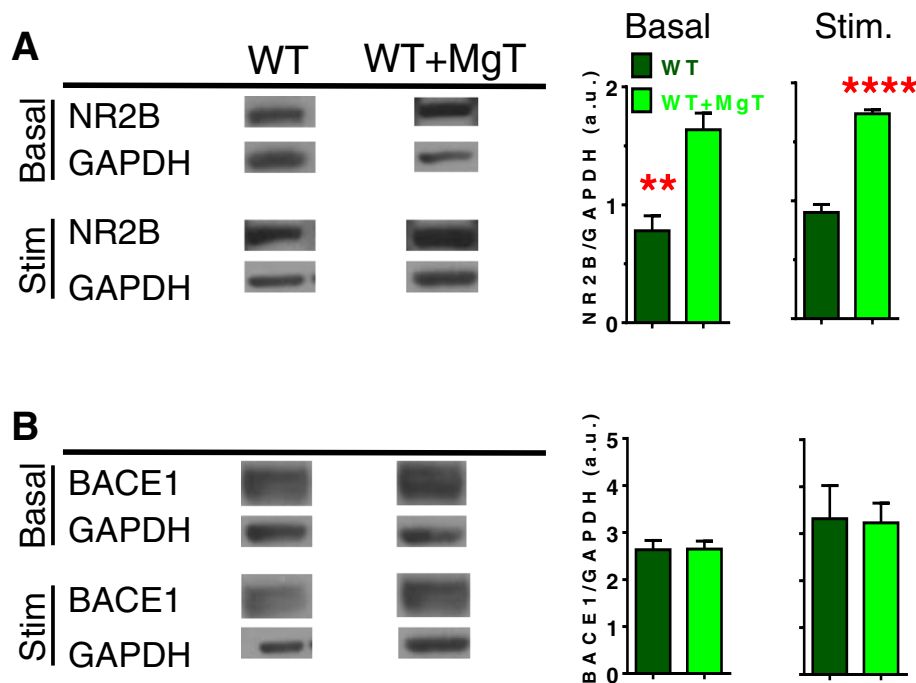 A
WT WT+MgT
Basal
NR2B
GAPDH
Stim
NR2B
GAPDH
Basal Stim.
WT
WT+MgT
NR2B/GAPDH (a.u.)
2
1
0
**
****
B
Basal
BACE1
GAPDH
Stim
BACE1
GAPDH
BACE1/GAPDH (a.u.)
5
4
3
2
1
0